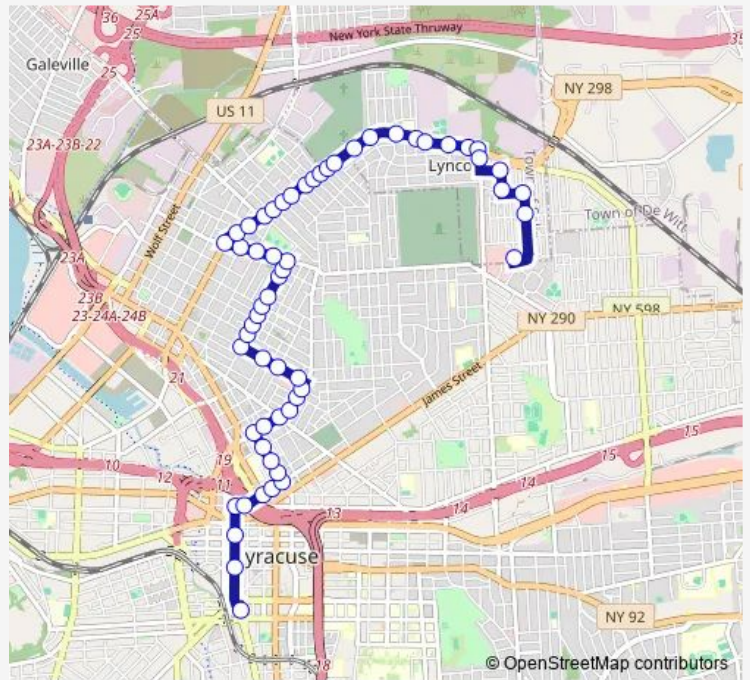 36
25A
25
New York State Thruway
35
Galeville
25
NY 298
US 11
23A-23B-22
Lynco
Wolf Street
Town of De Witt
23A
23B
23-24A-24B
NY 290
NY 598
21
James Street
15
15
19
10
12
11
14
14
13
yracuse
NY 92
18
© OpenStreetMap contributors